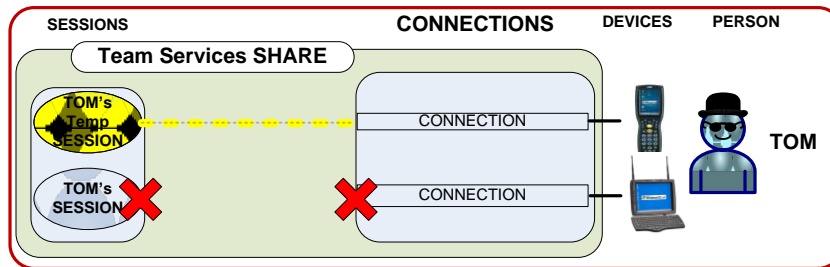 SESSIONS
CONNECTIONS
DEVICES
PERSON
Team Services SHARE
TOM's
Temp
SESSION
CONNECTION
TOM
TOM's
SESSION
CONNECTION